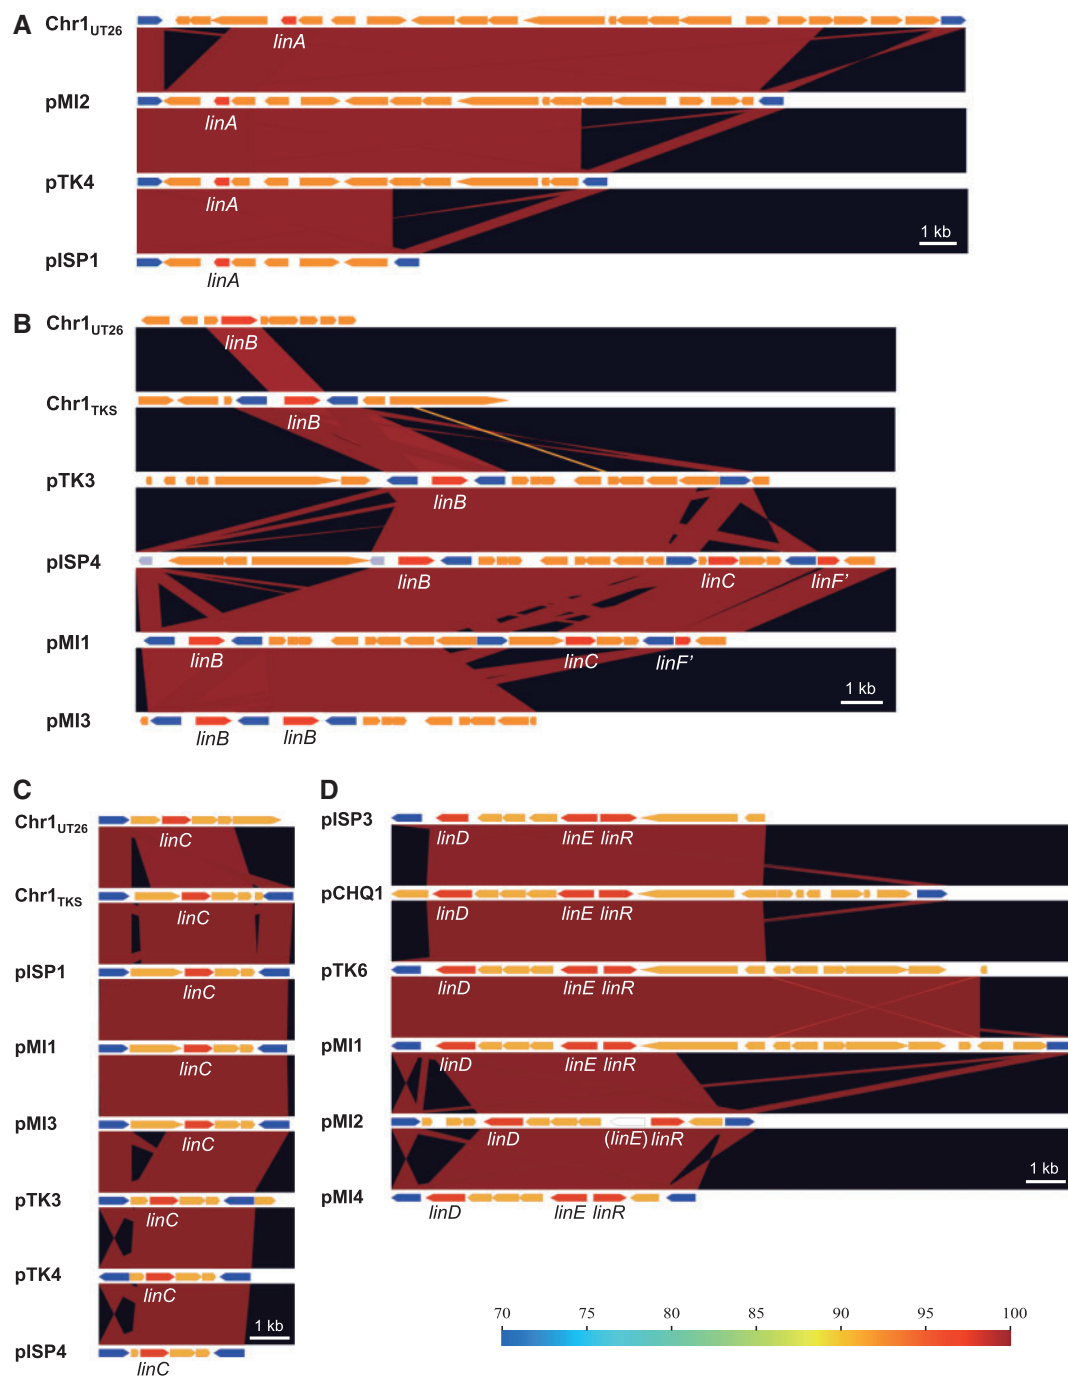 A
Chr1UT26
linA
pMI2
linA
pTK4
linA
1 kb
pISP1
linA
B
Chr1UT26
linB
Chr1TKS
linB
pTK3
linB
pISP4
linB linC linF’
pMI1
linB linC linF’
1 kb
pMI3
linB linB
C
Chr1UT26
linC
Chr1TKS
linC
pISP1
linC
pMI1
linC
pMI3
linC
pTK3
linC
pTK4
linC
1 kb
pISP4
linC
D
pISP3
linD linE linR
pCHQ1
linD linE linR
pTK6
linD linE linR
pMI1
linD linE linR
pMI2
linD (linE) linR
1 kb
pMI4
linD linE linR
70 75 80 85 90 95 100